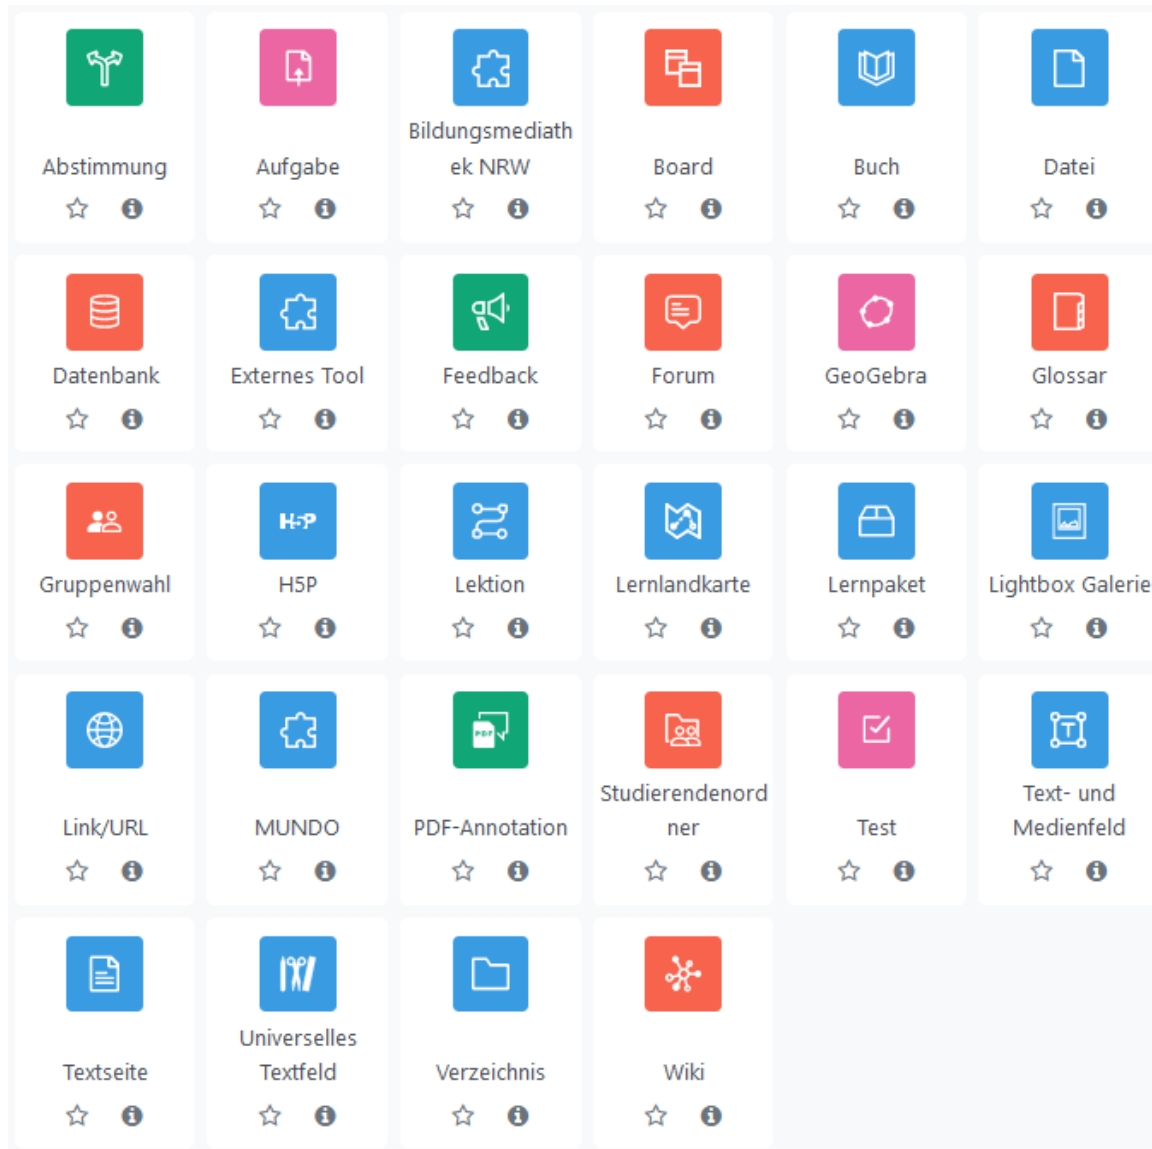 Abstimmung
Aufgabe
Bildungsmediath
ek NRW
Board
Buch
Datei
Datenbank
Externes Tool
Feedback
Forum
GeoGebra
Glossar
Gruppenwahl
H5P
H5P
Lektion
Lernlandkarte
Lernpaket
Lightbox Galerie
Link/URL
MUNDO
PDF
PDF-Annotation
Studierendenord
ner
Test
T
Text- und
Medienfeld
Textseite
Universelles
Textfeld
Verzeichnis
Wiki